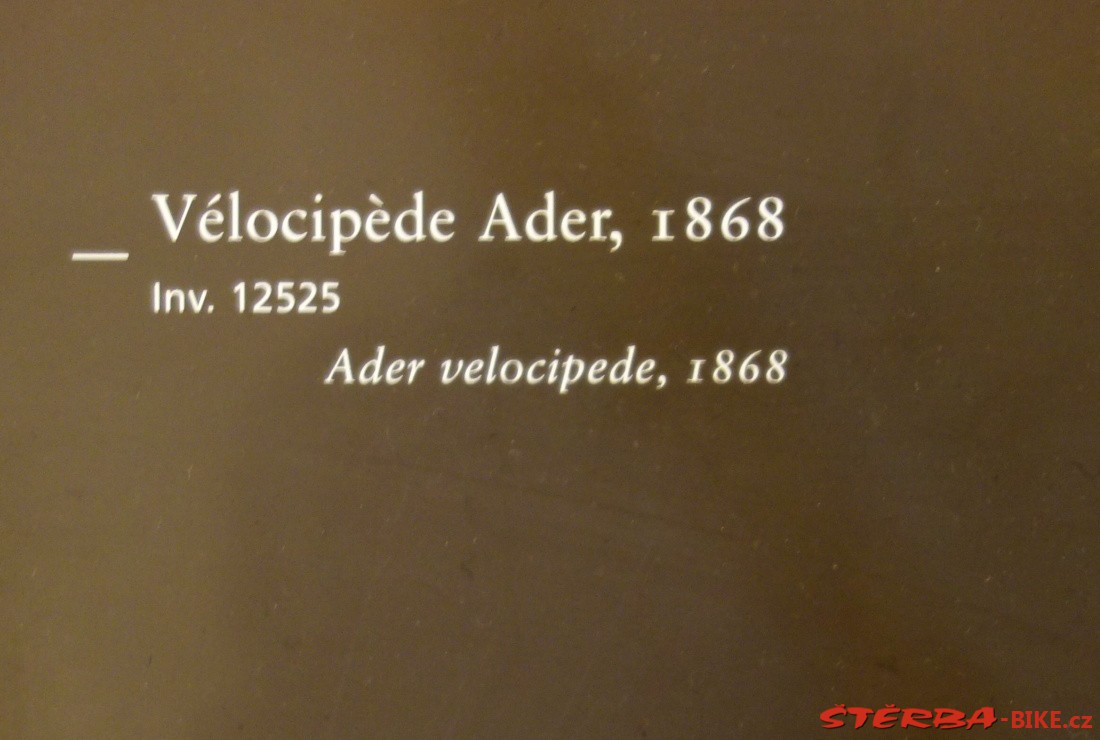 Vélocipède Ader, 1868
Inv. 12525
Ader velocipede, 1868
ŠTĚRBA-BIKE.cz